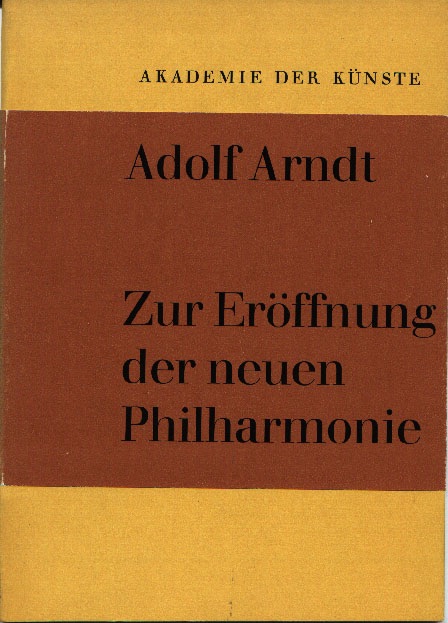 AKADEMIE DER KÜNSTE
Adolf Arndt
Zur Eröffnung
der neuen
Philharmonie